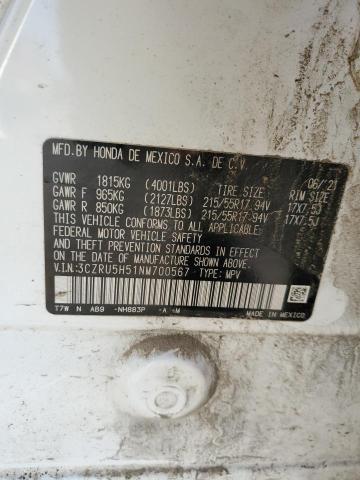 MFD.BY HONDA DE MEXICO S.A. DE C.V.
06/'21
GVWR 1815KG (4001LBS) TIRE SIZE RIM SIZE
GAWR F 965KG (2127LBS) 215/55R17.94V 17X7.5J
GAWR R 850KG (1873LBS) 215/55R17-94V 17X7.5J
THIS VEHICLE CONFORMS TO ALL APPLICABLE
FEDERAL MOTOR VEHICLE SAFETY AND THEFT
PREVENTION STANDARDS IN EFFECT ON THE
DATE OF MANUFACTURE SHOWN ABOVE.
V.I.N:3CZRU5H51NM700567 TYPE: MPV
T7W N AB9 -NH883P -A -M
MADE IN MEXICO